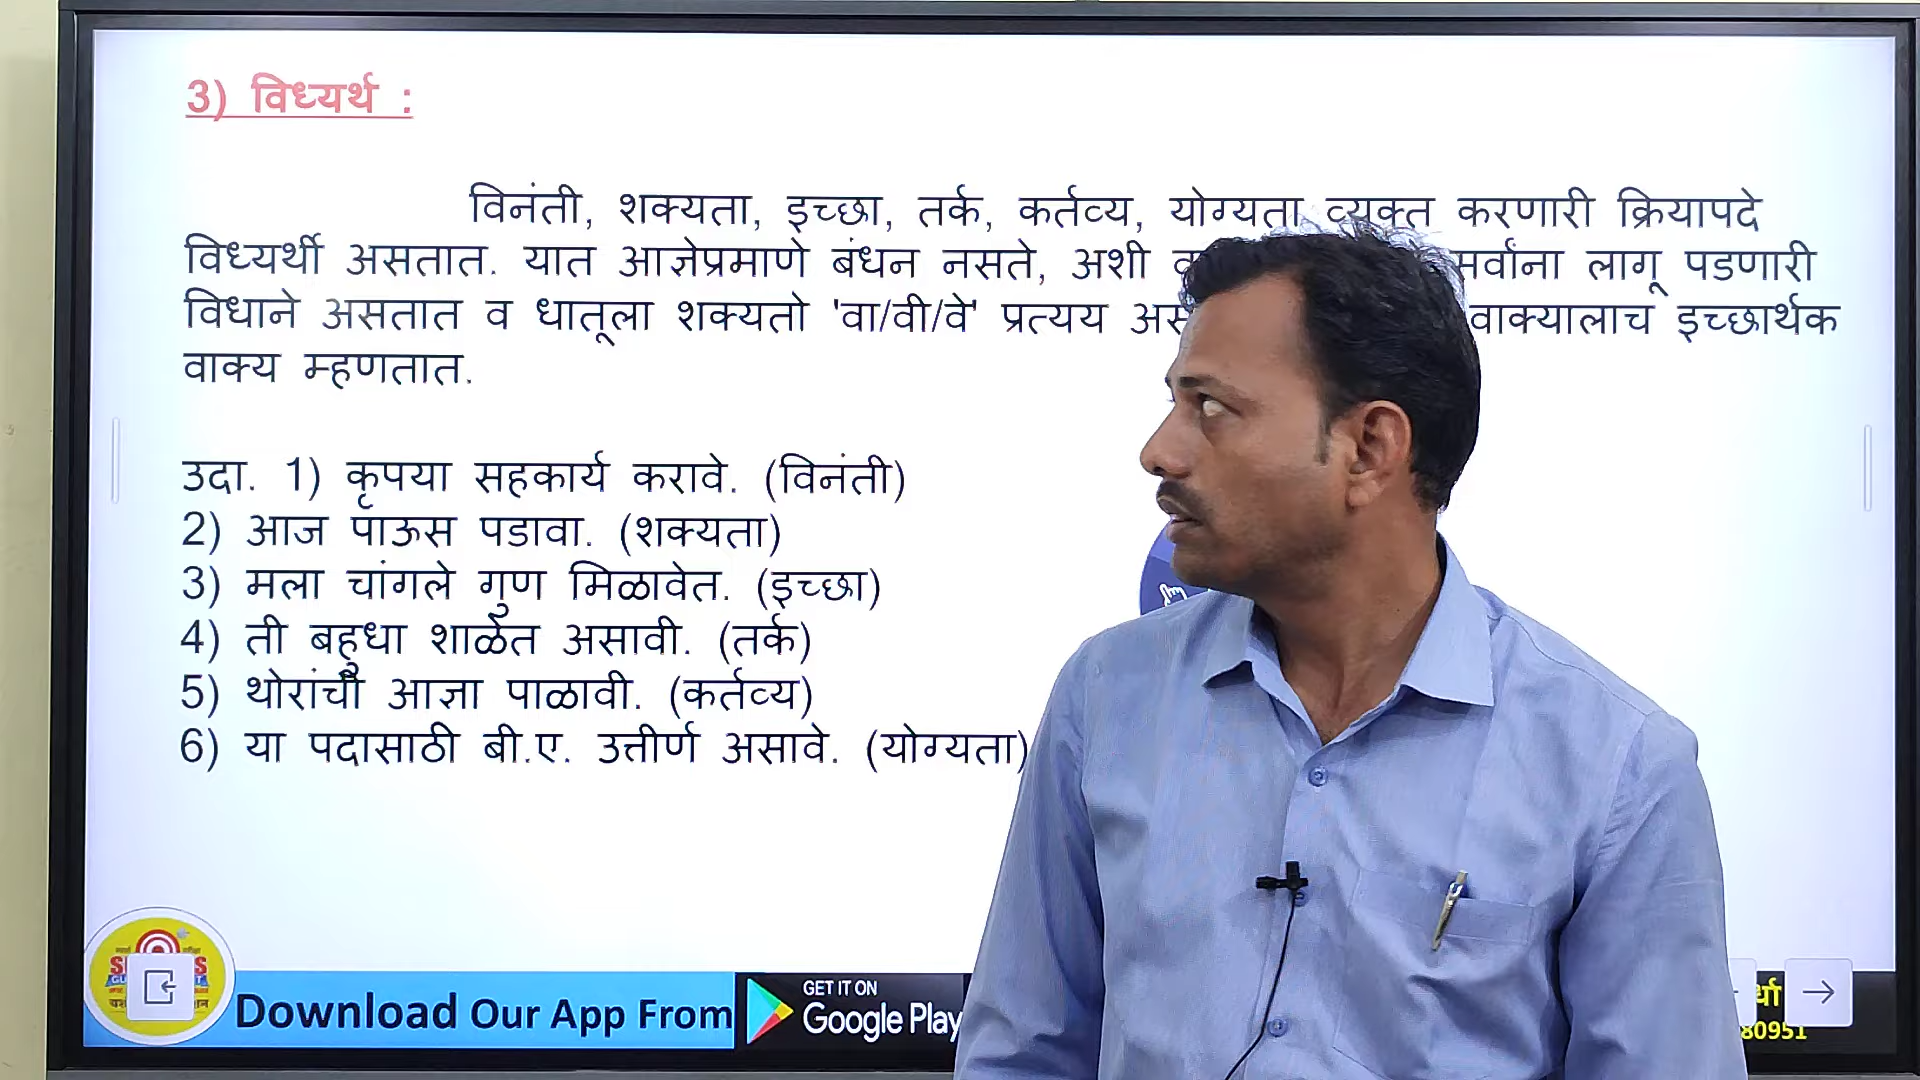 3) विध्यर्थ :
विनंती, शक्यता, इच्छा, तर्क, कर्तव्य, योग्यता व्यक्त करणारी क्रियापदे
विध्यर्थी असतात. यात आज्ञेप्रमाणे बंधन नसते, अशी सर्वांना लागू पडणारी
विधाने असतात व धातूला शक्यतो 'वा/वी/वे' प्रत्यय वाक्यालाच इच्छार्थक
वाक्य म्हणतात.
उदा. 1) कृपया सहकार्य करावे. (विनंती)
2) आज पाऊस पडावा. (शक्यता)
3) मला चांगले गुण मिळावेत. (इच्छा)
4) ती बहुधा शाळेत असावी. (तर्क)
5) थोरांची आज्ञा पाळावी. (कर्तव्य)
6) या पदासाठी बी.ए. उत्तीर्ण असावे. (योग्यता)
Download Our App From
GET IT ON
Google Play
80951